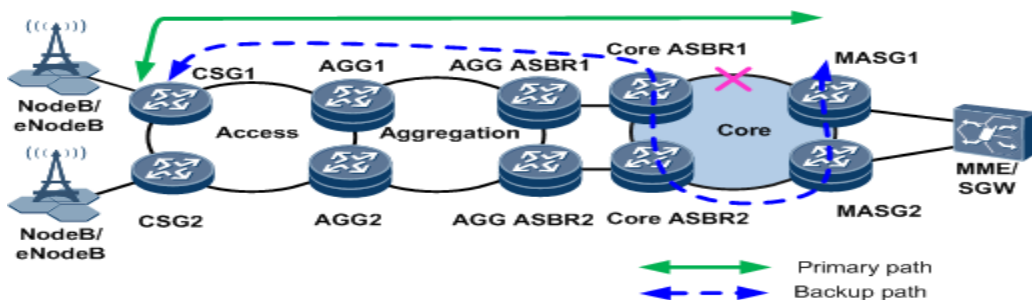 Core ASBR1
CSG1
AGG1
AGG ASBR1
MASG1
NodeB/
eNodeB
Access
Aggregation
Core
MME/
SGW
NodeB/
eNodeB
CSG2
AGG2
AGG ASBR2
Core ASBR2
MASG2
Primary path
Backup path